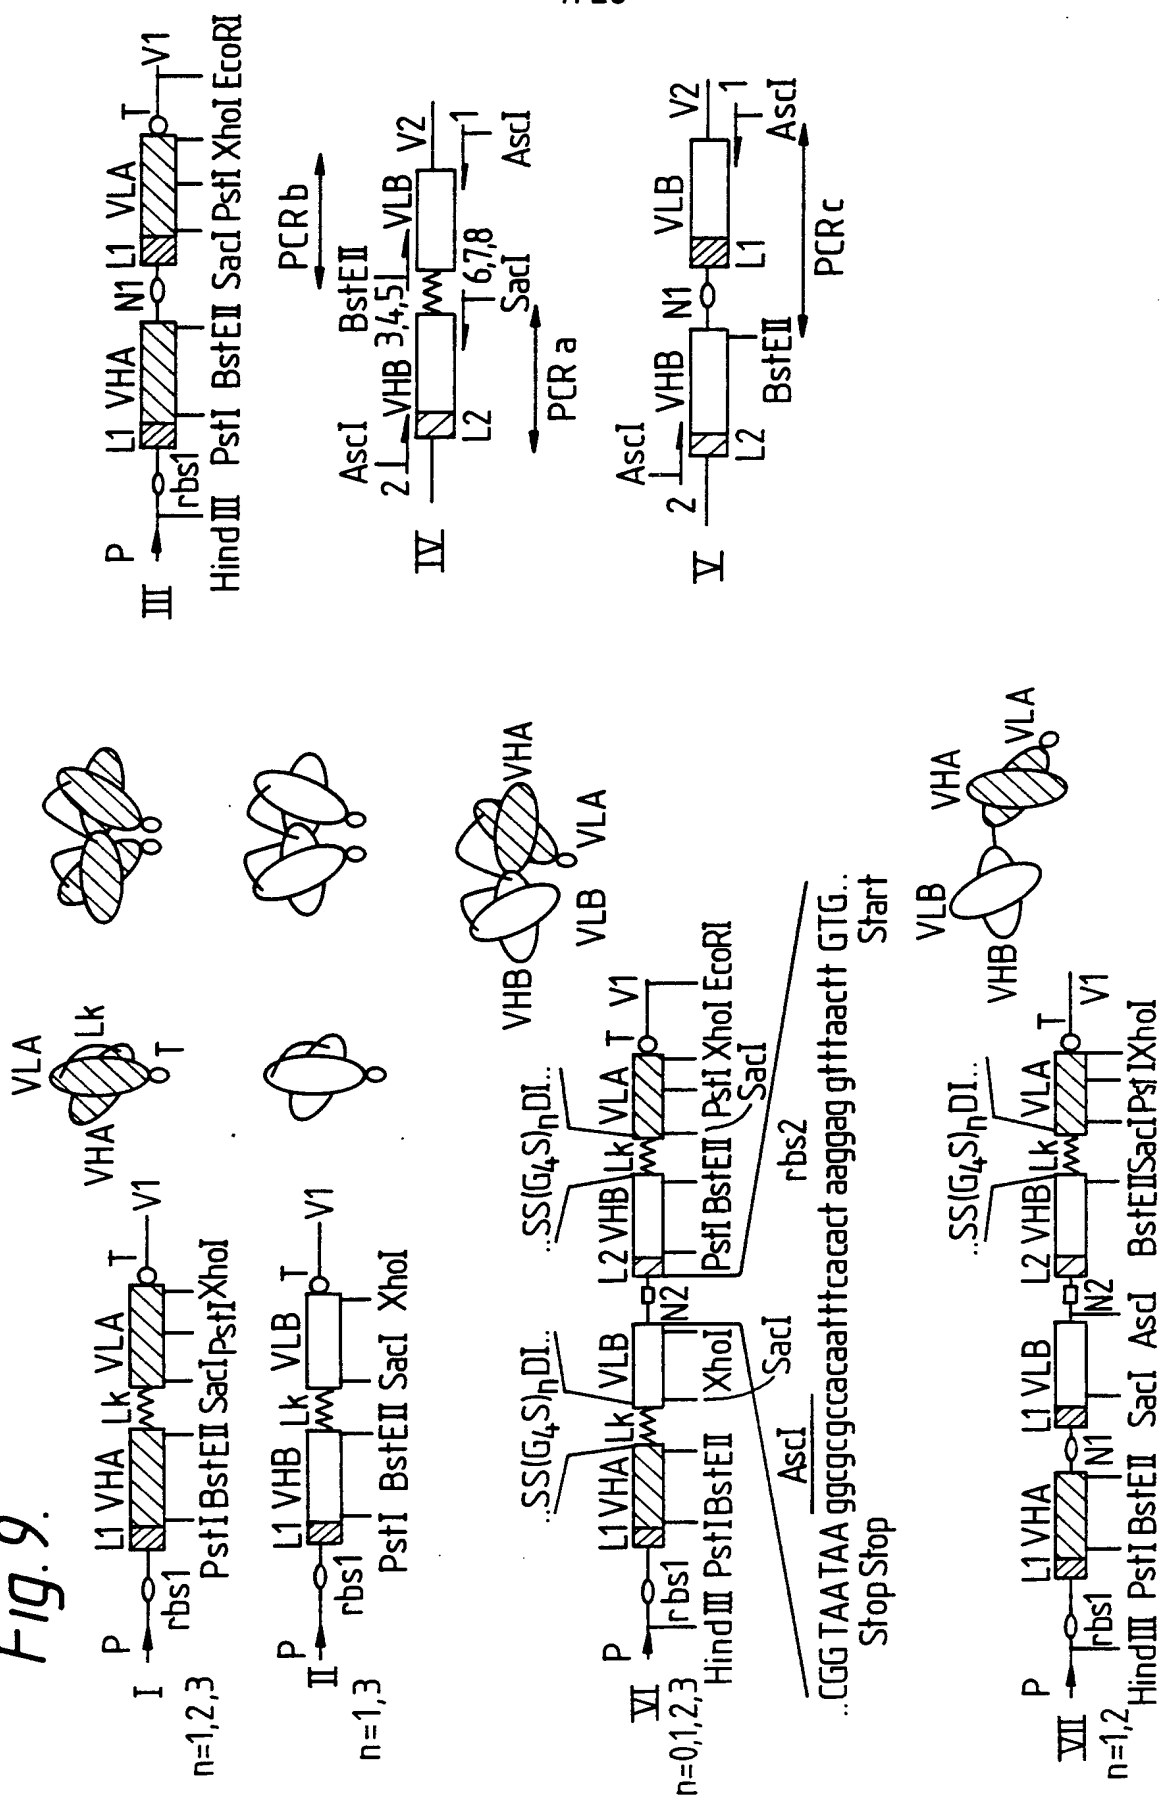 Fig. 9.
VLA
VHA
Lk
T
P L1 VHA Lk VLA T V1
I
rbs1
n=1,2,3
PstI BstEII SacI PstI XhoI
P L1 VHB Lk VLB T V1
II
rbs1
n=1,3
PstI BstEII SacI XhoI
VHB VHA
VLB VLA
..SS(G4S)nDI.. ..SS(G4S)nDI..
P L1 VHA Lk VLB L2 VHB Lk VLA T V1
VI
rbs1
N2
n=0,1,2,3
HindIII PstI BstEII XhoI PstI BstEII PstI XhoI EcoRI
SacI SacI
AscI rbs2
..CGG TAA TAA ggcgcgccacaatttcacact aaggag gtttaactt GTG..
Stop Stop Start
VLB VHA
VHB VLA
..SS(G4S)nDI..
P L1 VHA L1 VLB L2 VHB Lk VLA T V1
VII
rbs1 N1 N2
n=1,2
HindIII PstI BstEII SacI AscI BstEII SacI PstI XhoI
P L1 VHA N1 L1 VLA T V1
III
rbs1
HindIII PstI BstEII SacI PstI XhoI EcoRI
PCR b
AscI BstEII
2 VHB 3,4,5 VLB V2
IV
L2 6,7,8 1
SacI AscI
PCR a
AscI
2 VHB N1 VLB V2
V
L2 L1 1
BstEII AscI
PCR c